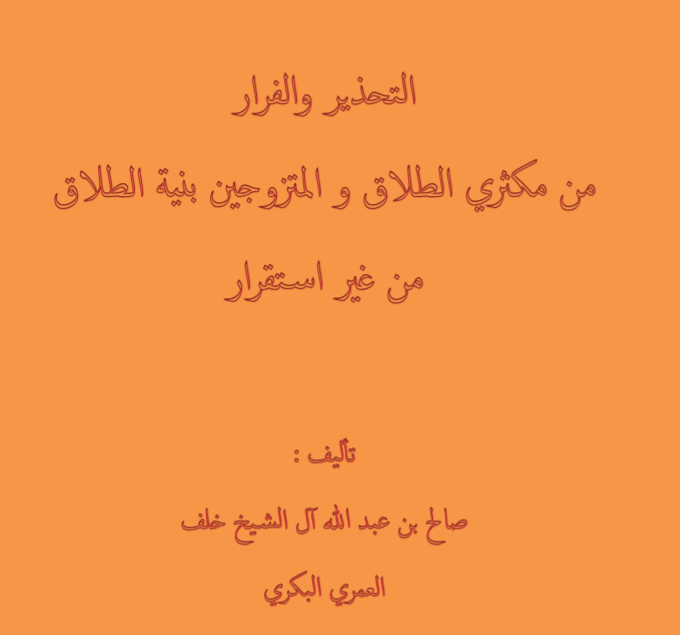 التحذير والفرار
من مكثري الطلاق و المتزوجين بنية الطلاق
من غير استقرار
تأليف :
صالح بن عبد الله آل الشيخ خلف
العمري البكري